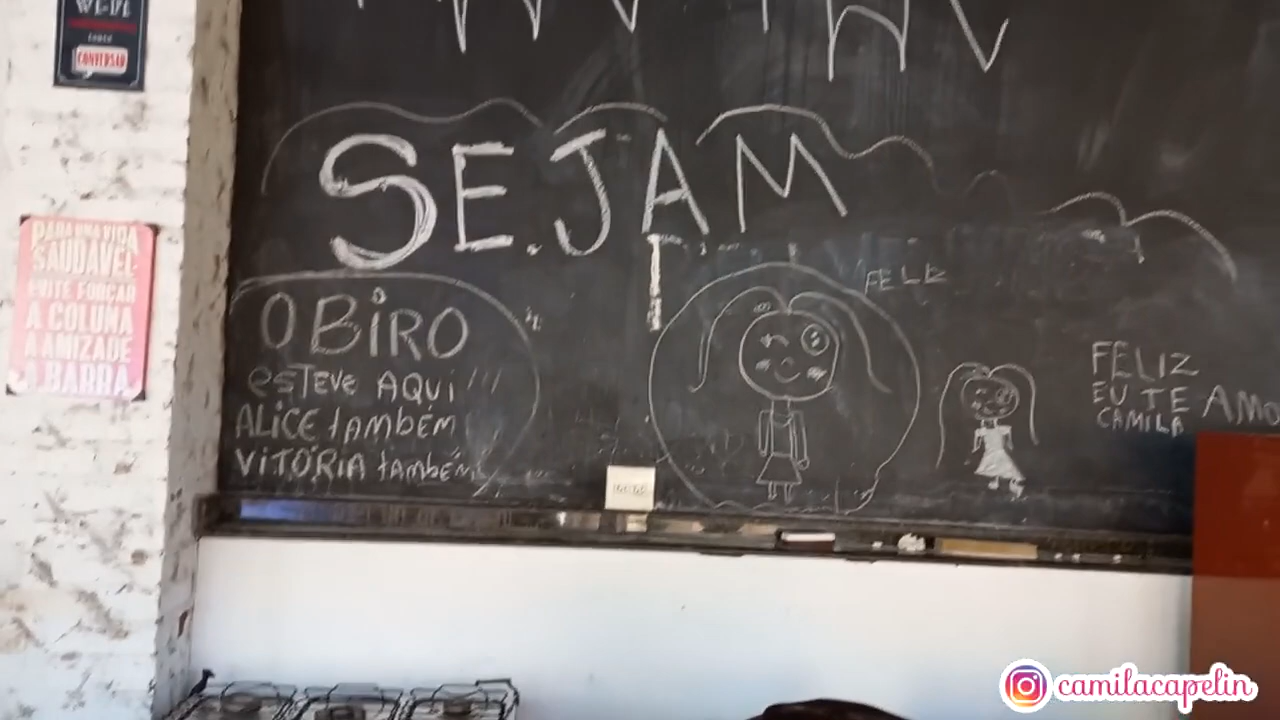 WI-FI
CONVERSAR
PARA UMA VIDA
SAUDÁVEL
EVITE FORÇAR
A COLUNA
A AMIZADE
A BARRA
SEJAM
O BIRO
ESTEVE AQUI!!!
ALICE também
VITÓRIA também
FELIZ
FELIZ
EU TE AMO
CAMILA
camilacapelin